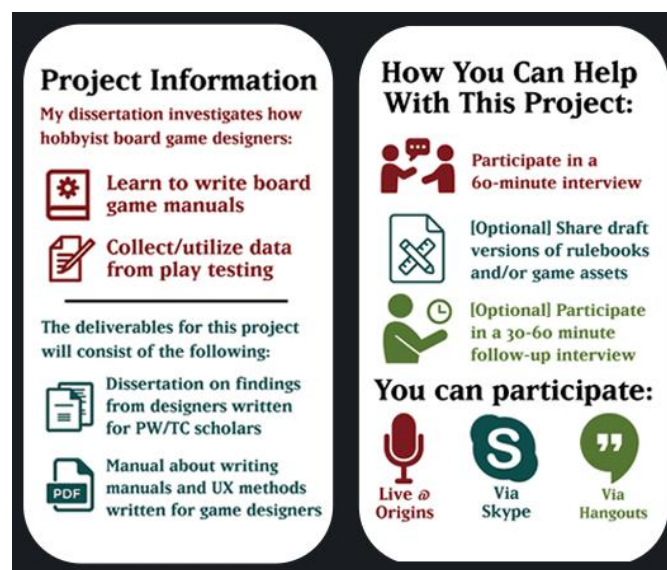 Project Information
My dissertation investigates how
hobbyist board game designers:
Learn to write board
game manuals
Collect/utilize data
from play testing
The deliverables for this project
will consist of the following:
Dissertation on findings
from designers written
for PW/TC scholars
PDF
Manual about writing
manuals and UX methods
written for game designers
How You Can Help
With This Project:
Participate in a
60-minute interview
[Optional] Share draft
versions of rulebooks
and/or game assets
[Optional] Participate
in a 30-60 minute
follow-up interview
You can participate:
Live @
Origins
S
Via
Skype
Via
Hangouts